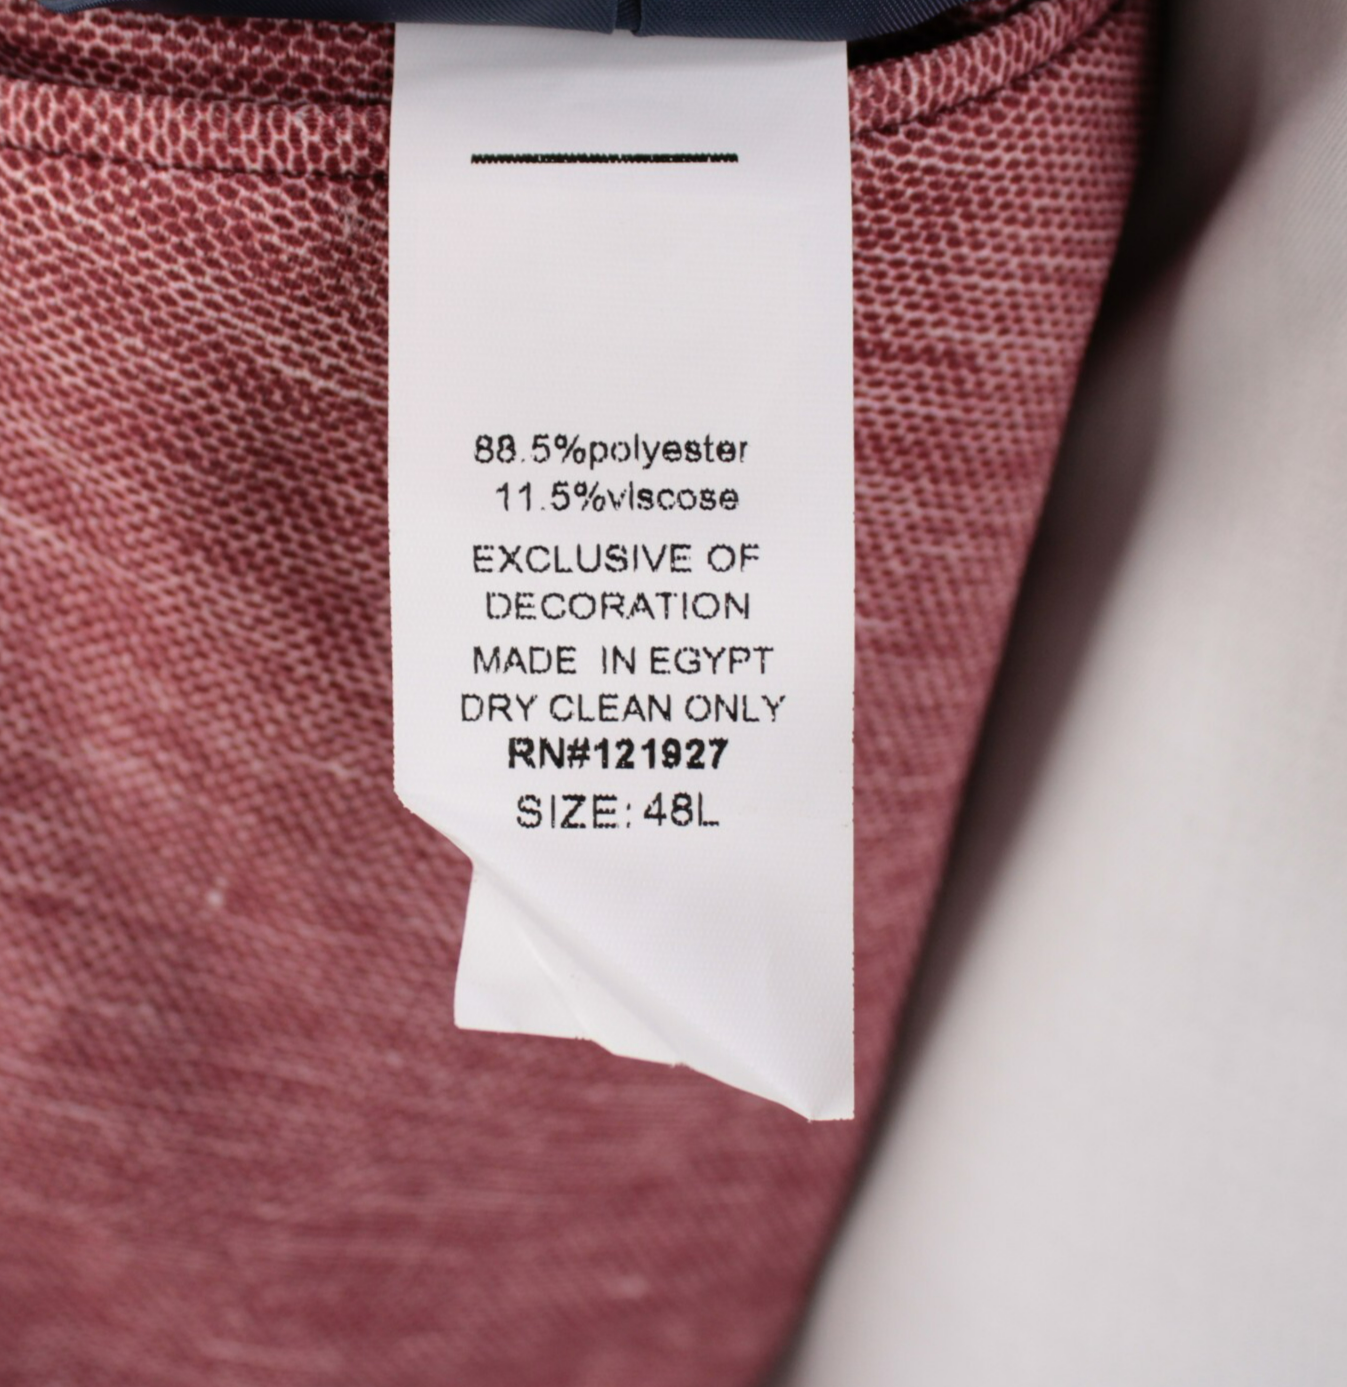 88.5%polyester
11.5%viscose
EXCLUSIVE OF
DECORATION
MADE IN EGYPT
DRY CLEAN ONLY
RN#121927
SIZE: 48L